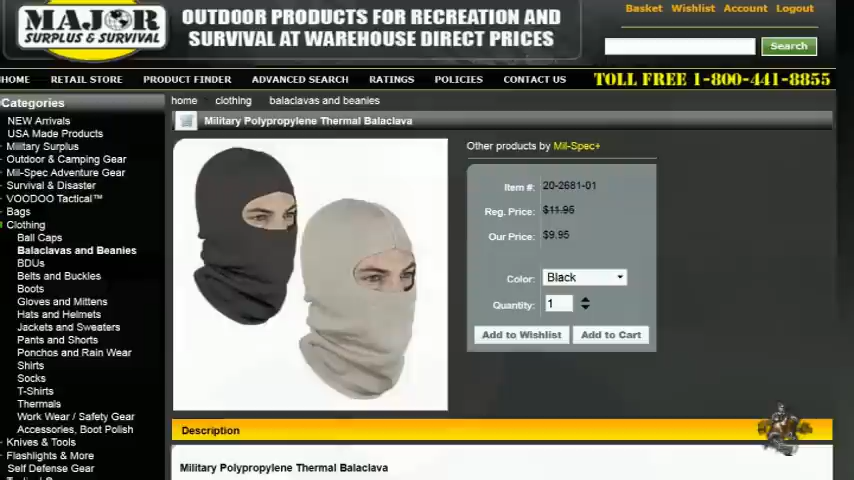 MAJOR
SURPLUS & SURVIVAL
OUTDOOR PRODUCTS FOR RECREATION AND
SURVIVAL AT WAREHOUSE DIRECT PRICES
Basket Wishlist Account Logout
Search
HOME RETAIL STORE PRODUCT FINDER ADVANCED SEARCH RATINGS POLICIES CONTACT US TOLL FREE 1-800-441-8855
Categories
NEW Arrivals
USA Made Products
Military Surplus
Outdoor & Camping Gear
Mil-Spec Adventure Gear
Survival & Disaster
VOODOO Tactical™
Bags
Clothing
Ball Caps
Balaclavas and Beanies
BDUs
Belts and Buckles
Boots
Gloves and Mittens
Hats and Helmets
Jackets and Sweaters
Pants and Shorts
Ponchos and Rain Wear
Shirts
Socks
T-Shirts
Thermals
Work Wear / Safety Gear
Accessories, Boot Polish
Knives & Tools
Flashlights & More
Self Defense Gear
home clothing balaclavas and beanies
Military Polypropylene Thermal Balaclava
Other products by Mil-Spec+
Item #: 20-2681-01
Reg. Price: $11.95
Our Price: $9.95
Color: Black
Quantity: 1
Add to Wishlist Add to Cart
Description
Military Polypropylene Thermal Balaclava